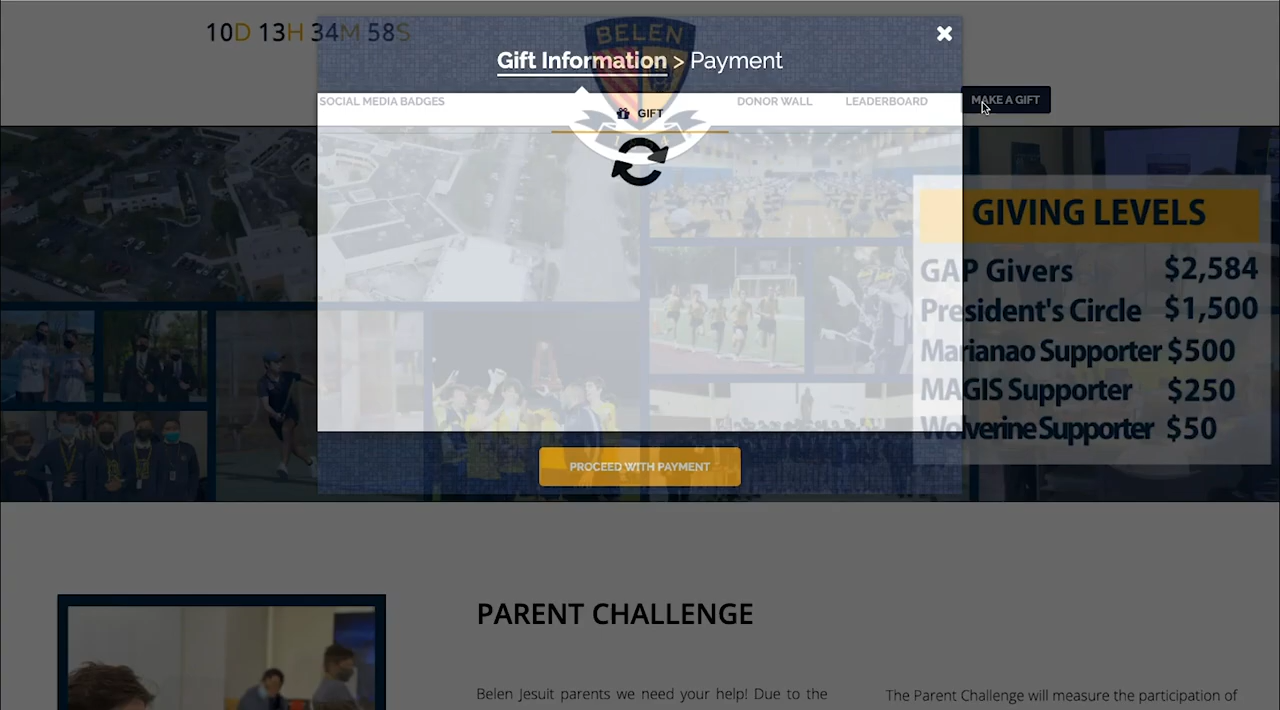 10D 13H 34M 58S
BELEN
Gift Information > Payment
SOCIAL MEDIA BADGES
GIFT
DONOR WALL
LEADERBOARD
MAKE A GIFT
GIVING LEVELS
GAP Givers $2,584
President's Circle $1,500
Marianao Supporter $500
MAGIS Supporter $250
Wolverine Supporter $50
PROCEED WITH PAYMENT
PARENT CHALLENGE
Belen Jesuit parents we need your help! Due to the
The Parent Challenge will measure the participation of